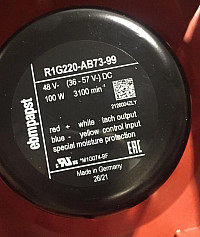 R1G220-AB73-99
48 V⎓ (36 - 57 V⎓) DC
100 W 3100 min⁻¹
ebmpapst
red + white tach output
blue - yellow control input
special moisture protection
EAC
Made in Germany
26/21